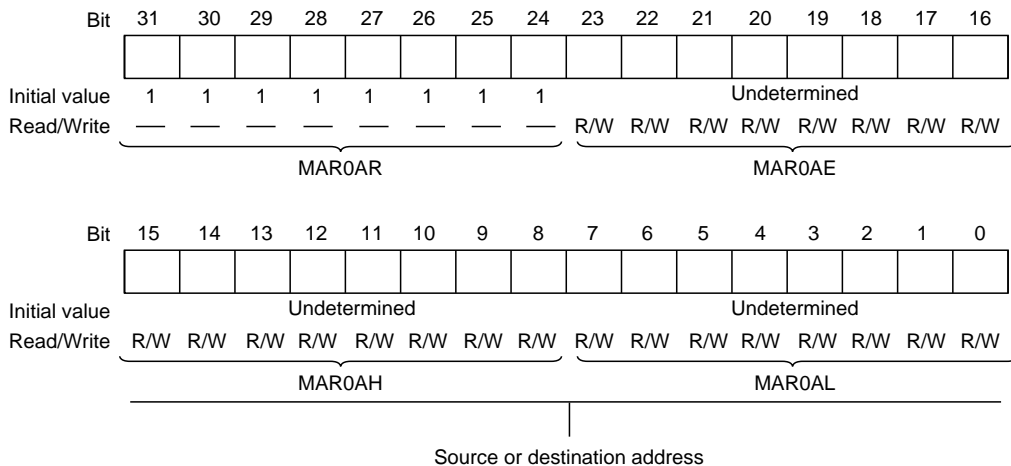 Bit 31 30 29 28 27 26 25 24 23 22 21 20 19 18 17 16
Initial value 1 1 1 1 1 1 1 1 Undetermined
Read/Write — — — — — — — — R/W R/W R/W R/W R/W R/W R/W R/W
MAR0AR MAR0AE
Bit 15 14 13 12 11 10 9 8 7 6 5 4 3 2 1 0
Initial value Undetermined Undetermined
Read/Write R/W R/W R/W R/W R/W R/W R/W R/W R/W R/W R/W R/W R/W R/W R/W R/W
MAR0AH MAR0AL
Source or destination address